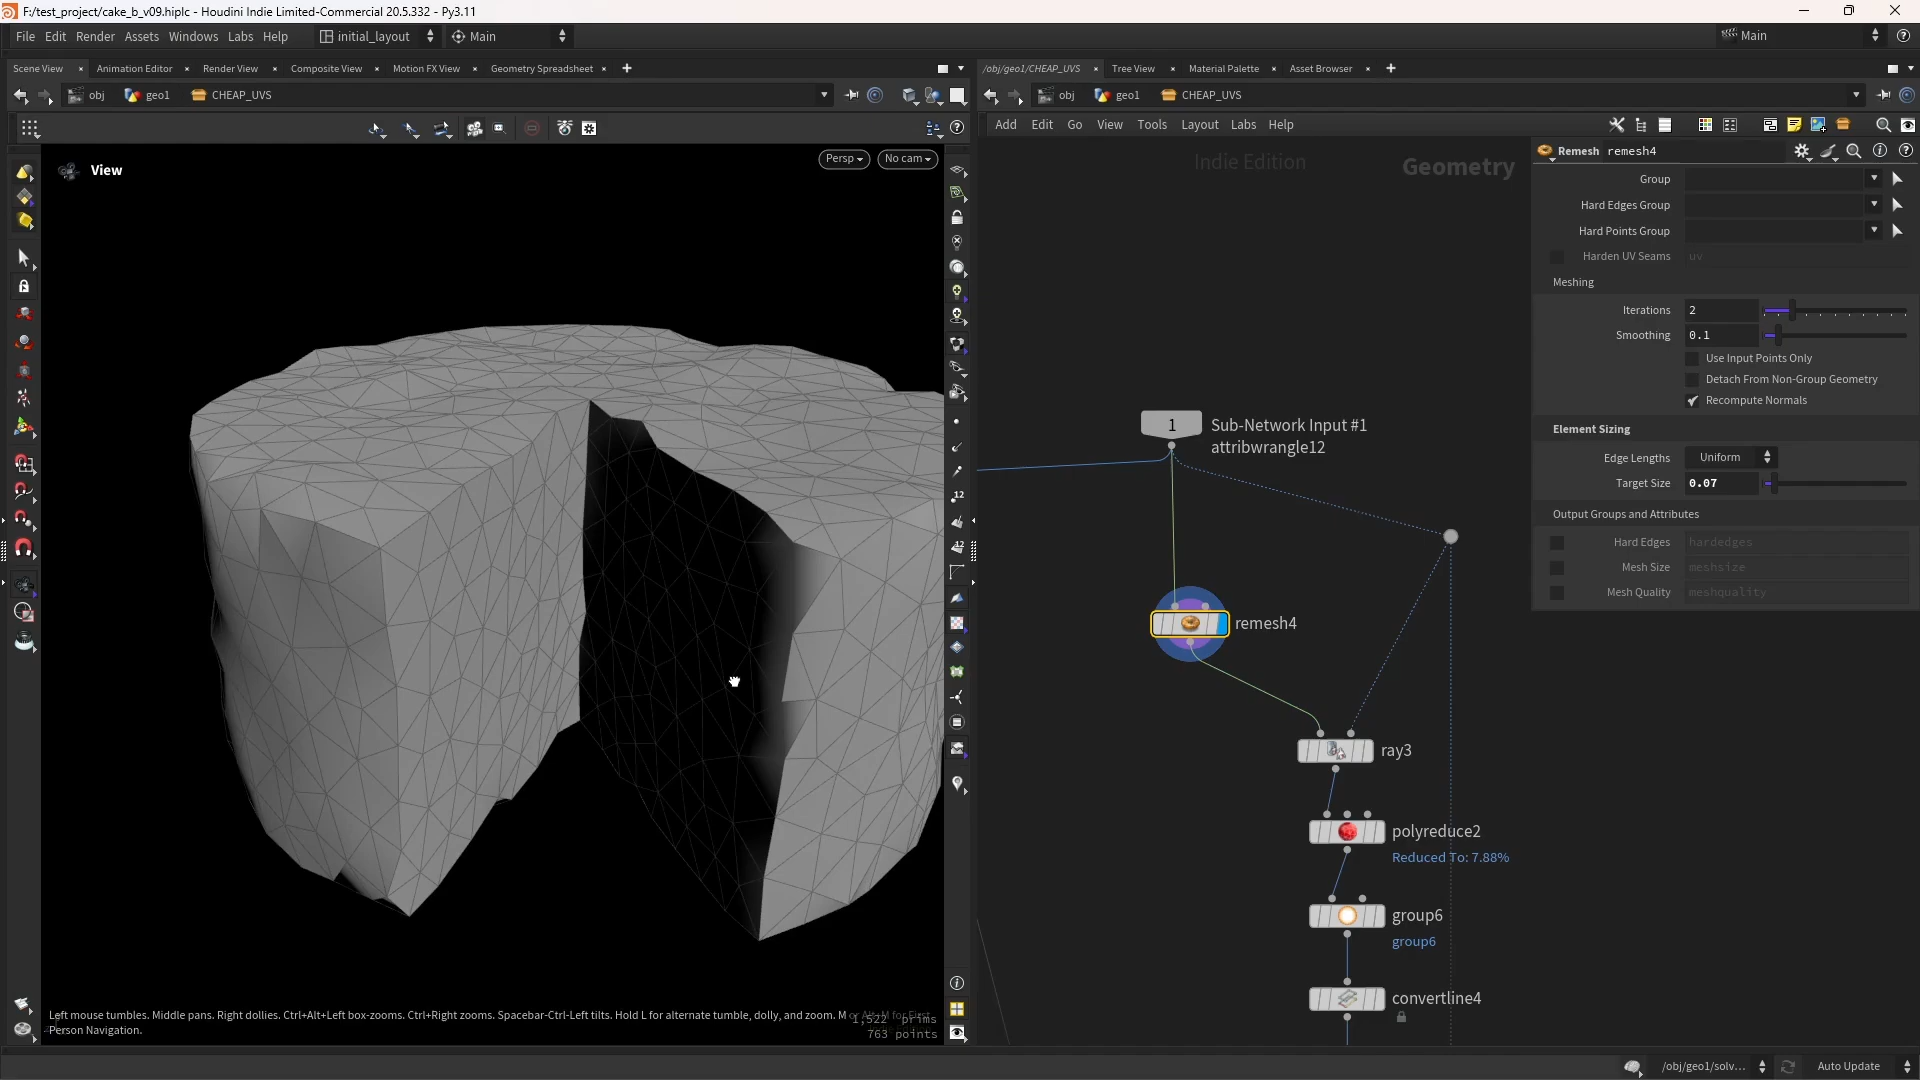 F:/test_project/cake_b_v09.hiplc - Houdini Indie Limited-Commercial 20.5.332 - Py3.11
File Edit Render Assets Windows Labs Help initial_layout Main Main
Scene View Animation Editor Render View Composite View Motion FX View Geometry Spreadsheet
/obj/geo1/CHEAP_UVS Tree View Material Palette Asset Browser
obj geo1 CHEAP_UVS
obj geo1 CHEAP_UVS
Add Edit Go View Tools Layout Labs Help
View
Persp No cam
Indie Edition Geometry
Remesh remesh4
Group
Hard Edges Group
Hard Points Group
Harden UV Seams uv
Meshing
Iterations 2
Smoothing 0.1
Use Input Points Only
Detach From Non-Group Geometry
Recompute Normals
Element Sizing
Edge Lengths Uniform
Target Size 0.07
Output Groups and Attributes
Hard Edges hardedges
Mesh Size meshsize
Mesh Quality meshquality
1 Sub-Network Input #1
attribwrangle12
remesh4
ray3
polyreduce2
Reduced To: 7.88%
group6
group6
convertline4
12
12
Left mouse tumbles. Middle pans. Right dollies. Ctrl+Alt+Left box-zooms. Ctrl+Right zooms. Spacebar-Ctrl-Left tilts. Hold L for alternate tumble, dolly, and zoom. M or Alt+M for First
Person Navigation.
1,522 prims
763 points
/obj/geo1/solv... Auto Update